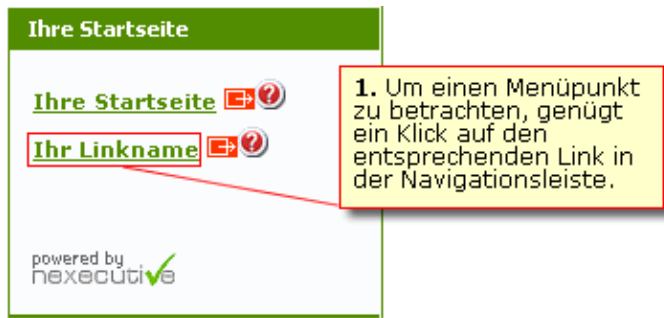 Ihre Startseite
Ihre Startseite
Ihr Linkname
1. Um einen Menüpunkt
zu betrachten, genügt
ein Klick auf den
entsprechenden Link in
der Navigationsleiste.
powered by
nexecutive